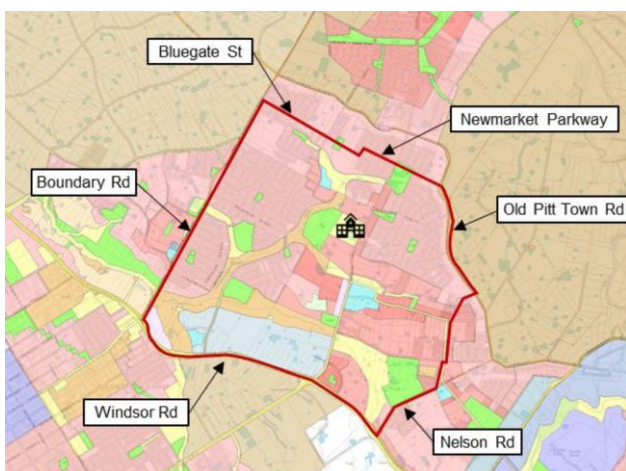 Bluegate St
Newmarket Parkway
Boundary Rd
Old Pitt Town Rd
Windsor Rd
Nelson Rd